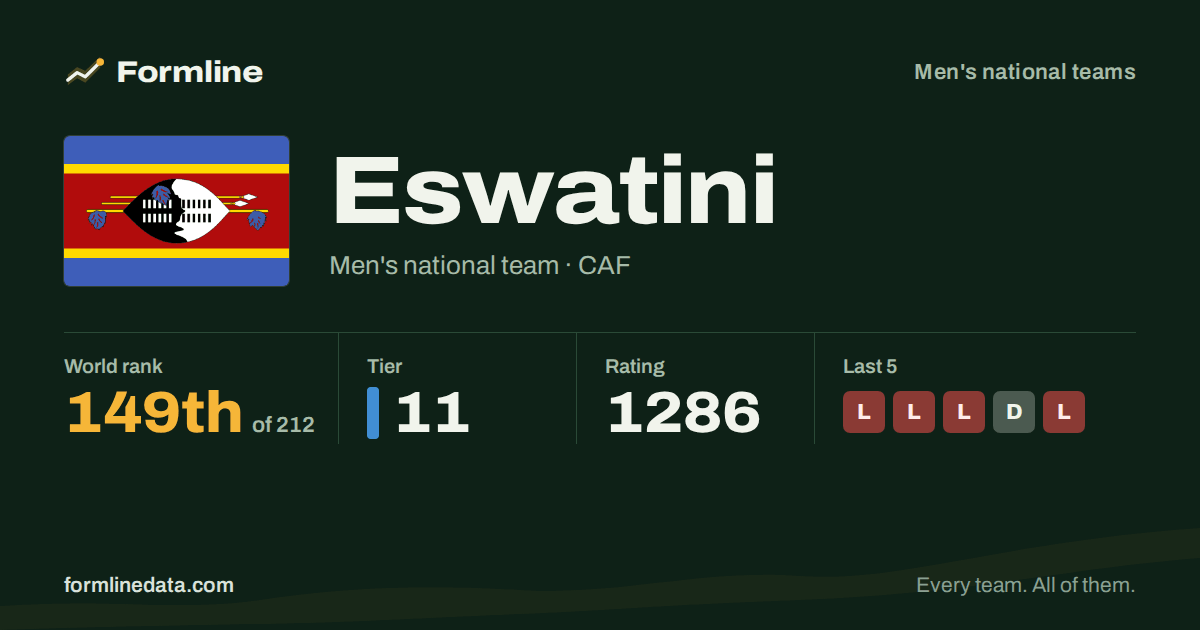 Formline
Men's national teams
Eswatini
Men's national team · CAF
World rank
149th of 212
Tier
11
Rating
1286
Last 5
L L L D L
formlinedata.com
Every team. All of them.